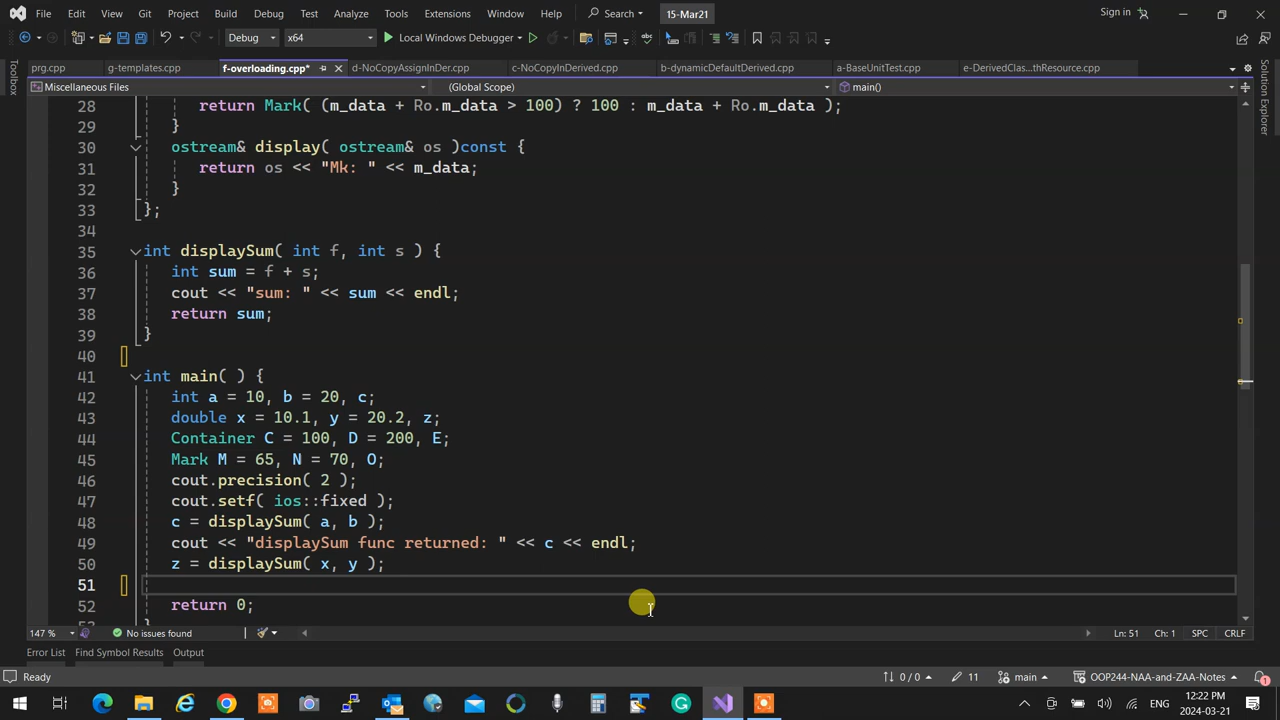 File Edit View Git Project Build Debug Test Analyze Tools Extensions Window Help Search 15-Mar21 Sign in
Debug x64 Local Windows Debugger
prg.cpp g-templates.cpp f-overloading.cpp* d-NoCopyAssignInDer.cpp c-NoCopyInDerived.cpp b-dynamicDefaultDerived.cpp a-BaseUnitTest.cpp e-DerivedClas...thResource.cpp
Miscellaneous Files (Global Scope) main()
Toolbox
Solution Explorer
28 return Mark( (m_data + Ro.m_data > 100) ? 100 : m_data + Ro.m_data );
29 }
30 ostream& display( ostream& os )const {
31 return os << "Mk: " << m_data;
32 }
33 };
34
35 int displaySum( int f, int s ) {
36 int sum = f + s;
37 cout << "sum: " << sum << endl;
38 return sum;
39 }
40
41 int main( ) {
42 int a = 10, b = 20, c;
43 double x = 10.1, y = 20.2, z;
44 Container C = 100, D = 200, E;
45 Mark M = 65, N = 70, O;
46 cout.precision( 2 );
47 cout.setf( ios::fixed );
48 c = displaySum( a, b );
49 cout << "displaySum func returned: " << c << endl;
50 z = displaySum( x, y );
51
52 return 0;
147 % No issues found Ln: 51 Ch: 1 SPC CRLF
Error List Find Symbol Results Output
Ready 0 / 0 11 main OOP244-NAA-and-ZAA-Notes 1
ENG 12:22 PM
2024-03-21